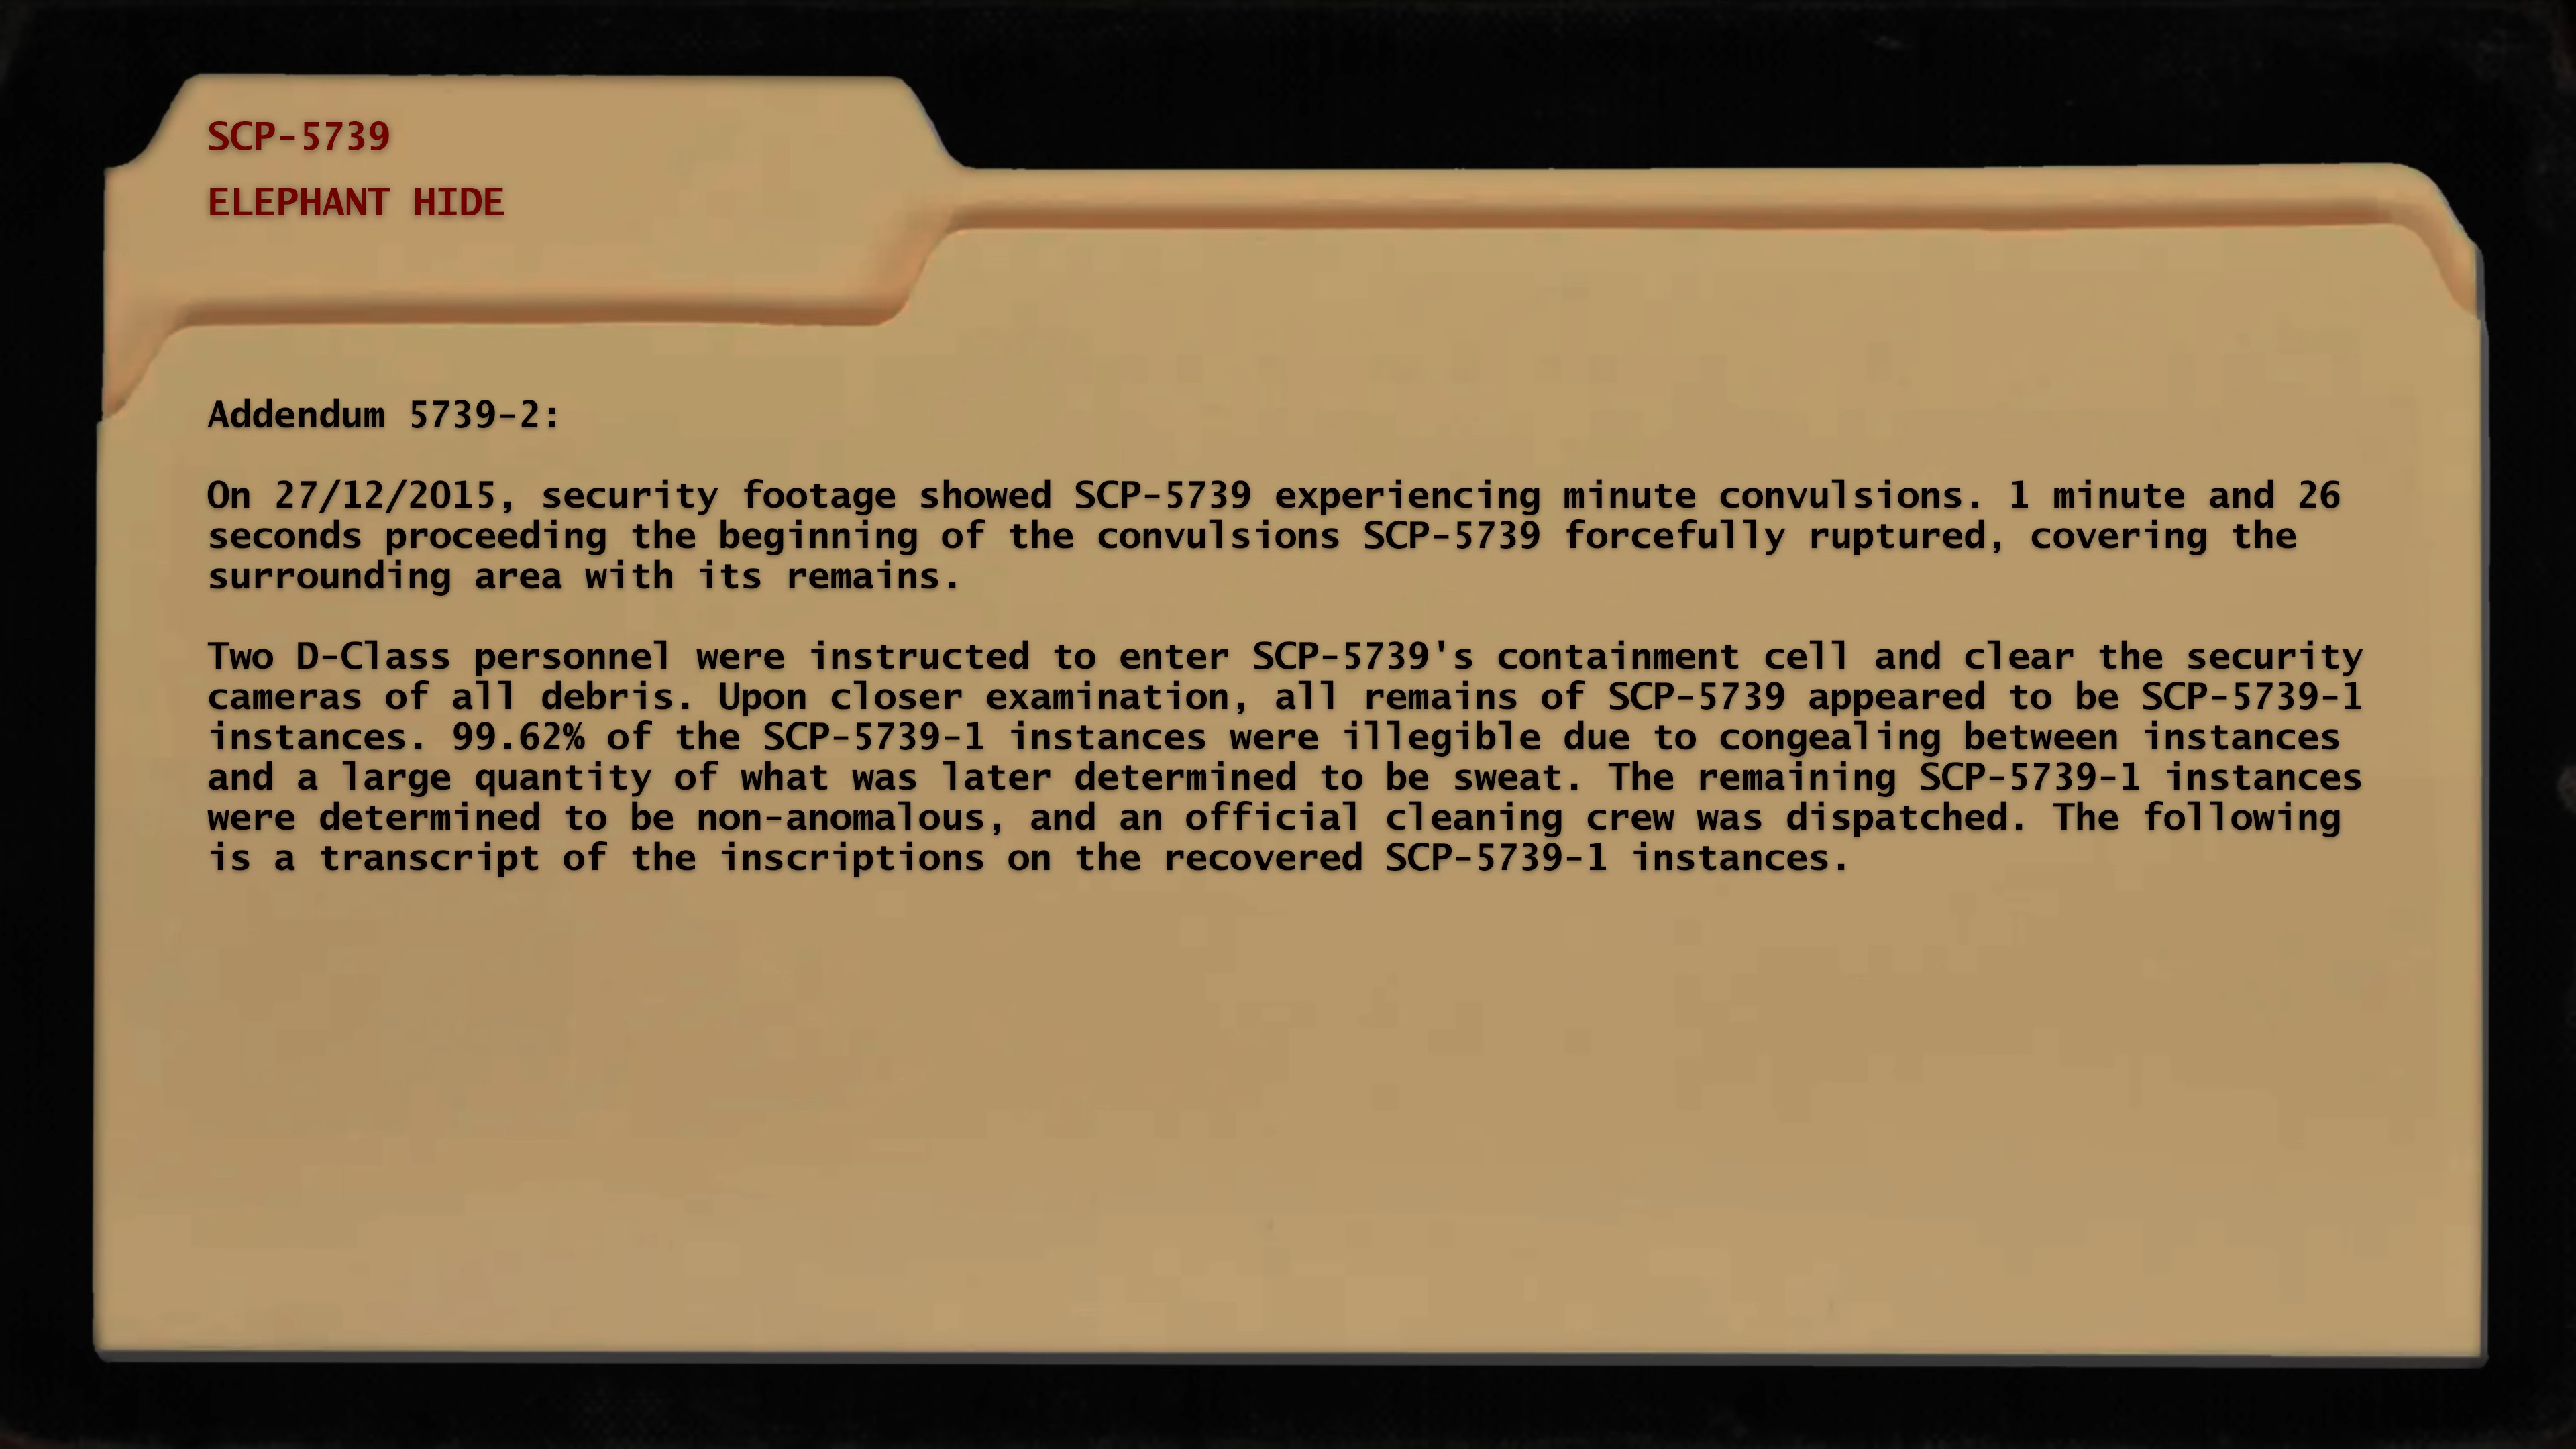 SCP-5739
ELEPHANT HIDE
Addendum 5739-2:
On 27/12/2015, security footage showed SCP-5739 experiencing minute convulsions. 1 minute and 26
seconds proceeding the beginning of the convulsions SCP-5739 forcefully ruptured, covering the
surrounding area with its remains.
Two D-Class personnel were instructed to enter SCP-5739's containment cell and clear the security
cameras of all debris. Upon closer examination, all remains of SCP-5739 appeared to be SCP-5739-1
instances. 99.62% of the SCP-5739-1 instances were illegible due to congealing between instances
and a large quantity of what was later determined to be sweat. The remaining SCP-5739-1 instances
were determined to be non-anomalous, and an official cleaning crew was dispatched. The following
is a transcript of the inscriptions on the recovered SCP-5739-1 instances.